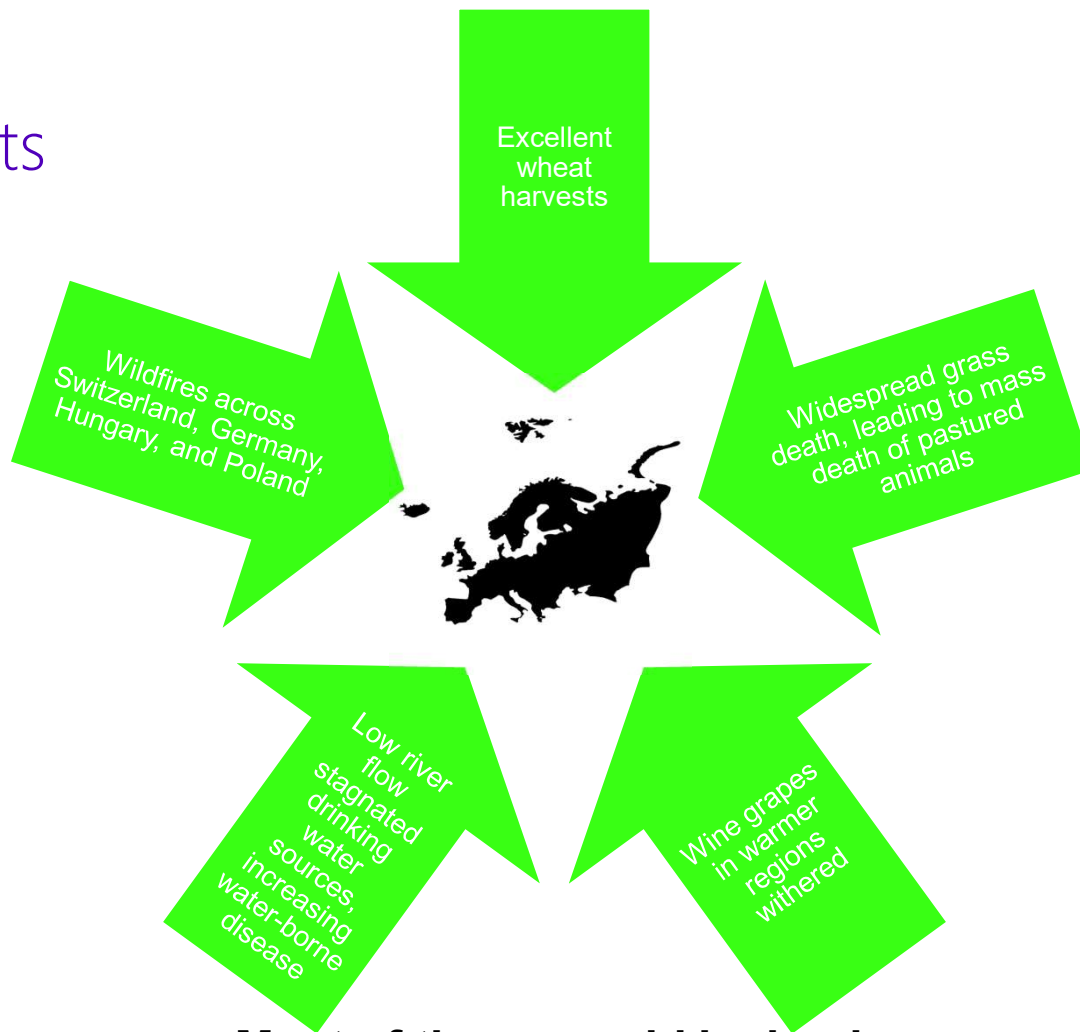 ts
Excellent
wheat
harvests
Wildfires across
Switzerland, Germany,
Hungary, and Poland
Widespread grass
death, leading to mass
death of pastured
animals
Low river
flow
stagnated
drinking
water
sources,
increasing
water-borne
disease
Wine grapes
in warmer
regions
withered